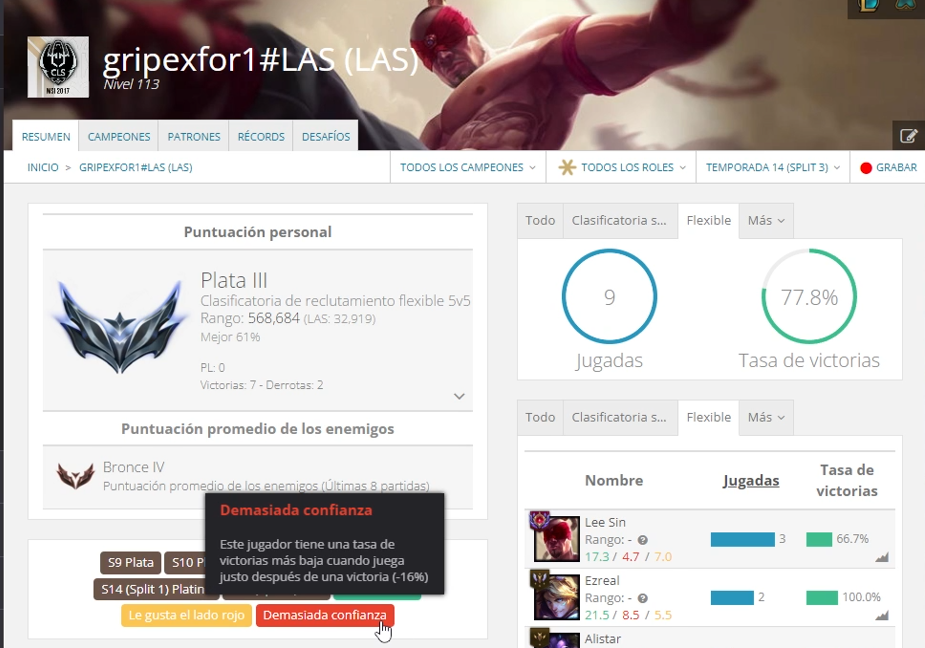 gripexfor1#LAS (LAS)
Nivel 113
CLS
MSI 2017
RESUMEN
CAMPEONES
PATRONES
RÉCORDS
DESAFÍOS
INICIO > GRIPEXFOR1#LAS (LAS)
TODOS LOS CAMPEONES
TODOS LOS ROLES
TEMPORADA 14 (SPLIT 3)
GRABAR
Puntuación personal
Plata III
Clasificatoria de reclutamiento flexible 5v5
Rango: 568,684 (LAS: 32,919)
Mejor 61%
PL: 0
Victorias: 7 - Derrotas: 2
Puntuación promedio de los enemigos
Bronce IV
Puntuación promedio de los enemigos (Últimas 8 partidas)
Demasiada confianza
Este jugador tiene una tasa de
victorias más baja cuando juega
justo después de una victoria (-16%)
S9 Plata
S10 P
S14 (Split 1) Platin
Le gusta el lado rojo
Demasiada confianza
Todo
Clasificatoria s...
Flexible
Más
9
77.8%
Jugadas
Tasa de victorias
Todo
Clasificatoria s...
Flexible
Más
Nombre
Jugadas
Tasa de
victorias
Lee Sin
Rango: - ?
17.3 / 4.7 / 7.0
3
66.7%
Ezreal
Rango: - ?
21.5 / 8.5 / 5.5
2
100.0%
Alistar